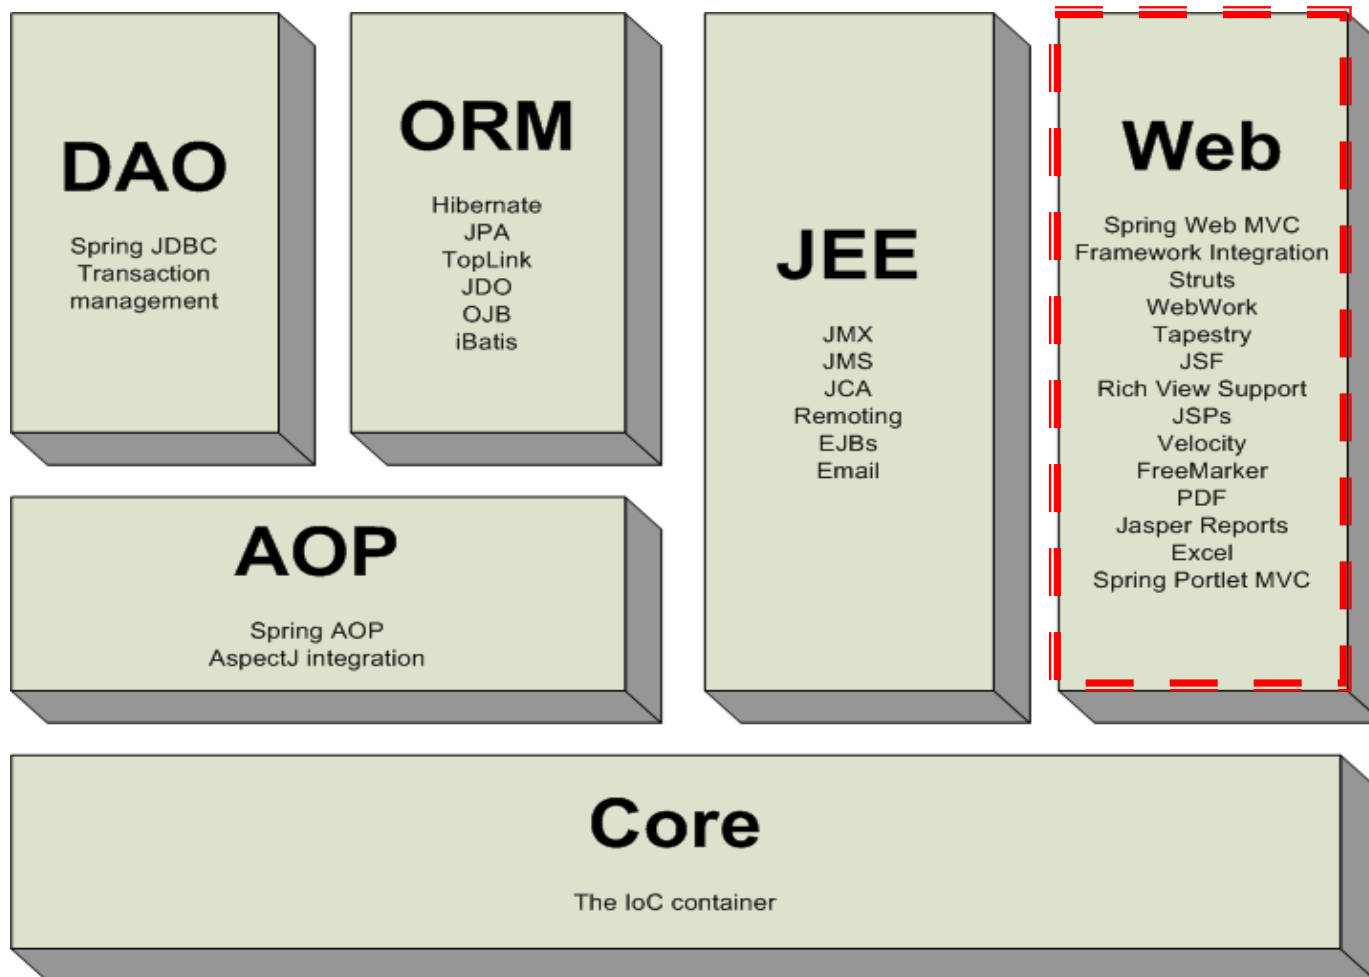 DAO
Spring JDBC
Transaction
management
ORM
Hibernate
JPA
TopLink
JDO
OJB
iBatis
JEE
JMX
JMS
JCA
Remoting
EJBs
Email
Web
Spring Web MVC
Framework Integration
Struts
WebWork
Tapestry
JSF
Rich View Support
JSPs
Velocity
FreeMarker
PDF
Jasper Reports
Excel
Spring Portlet MVC
AOP
Spring AOP
AspectJ integration
Core
The IoC container